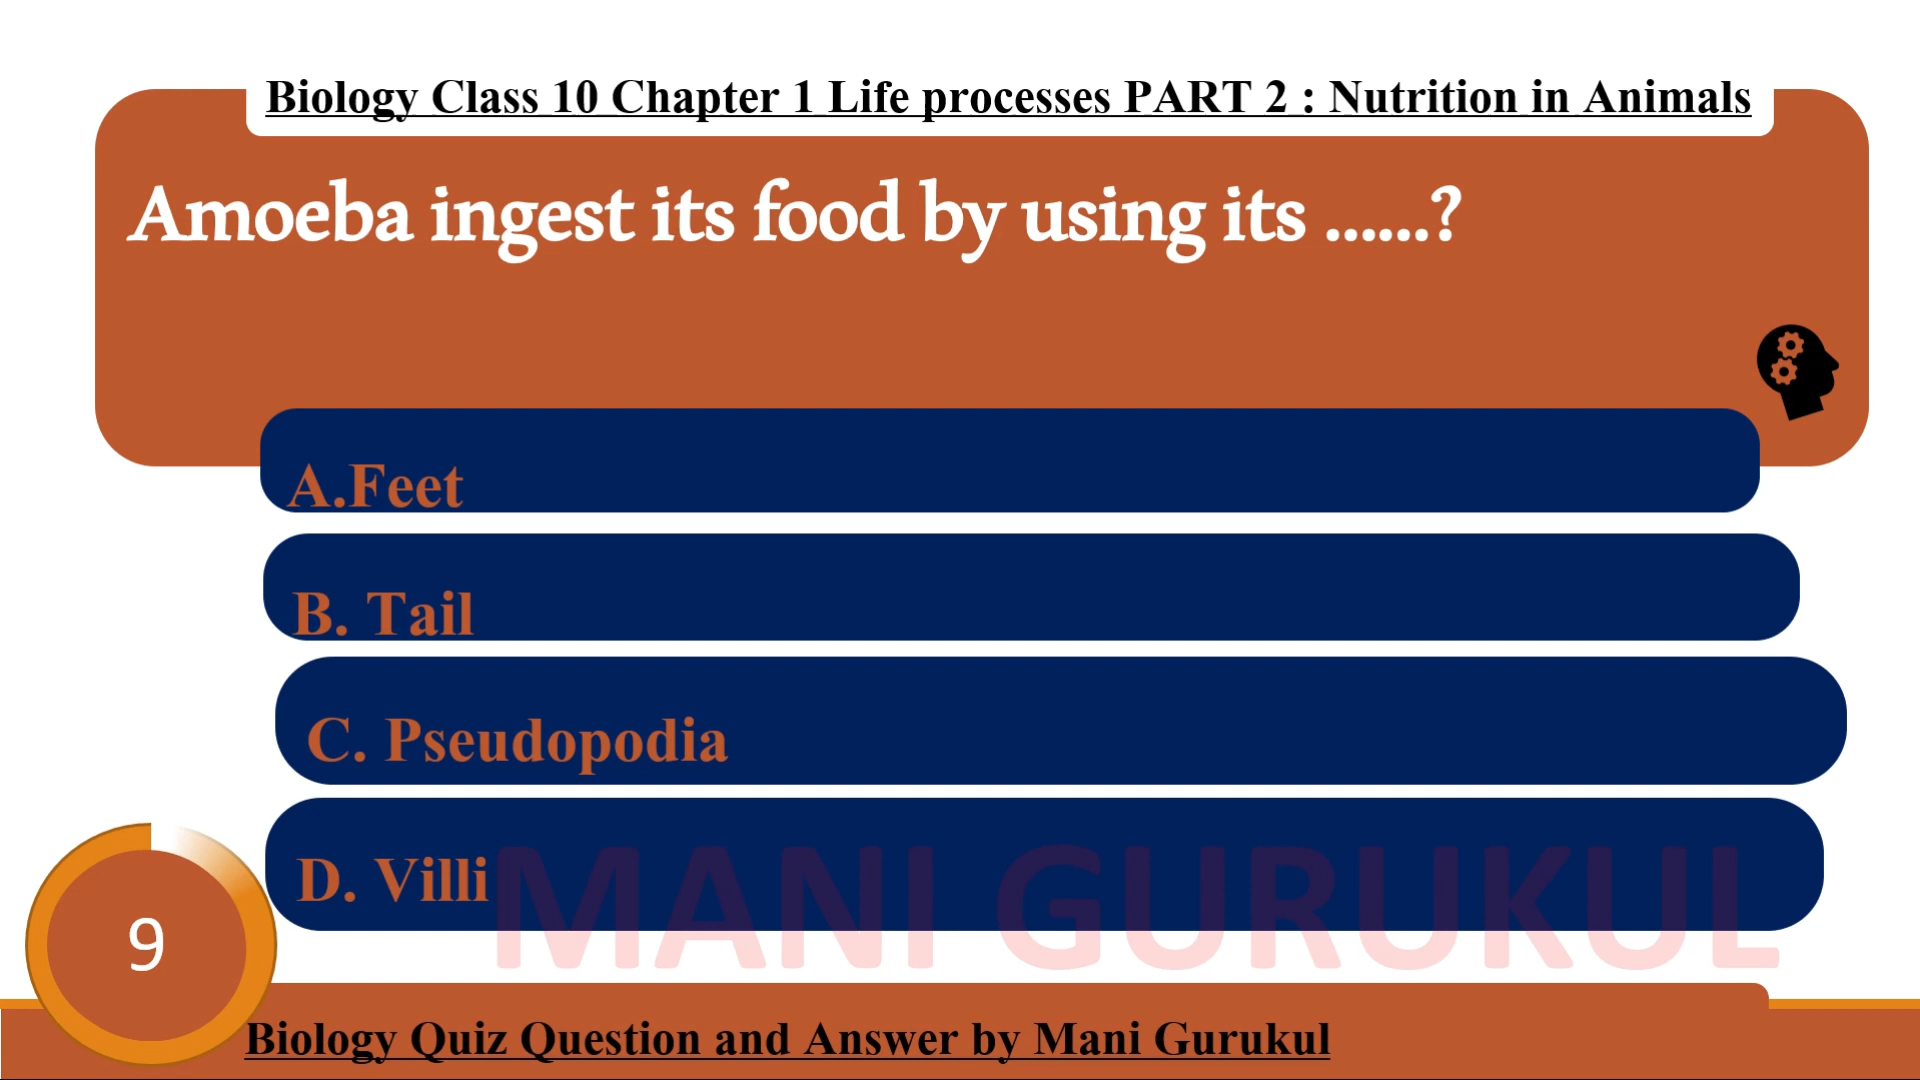 Biology Class 10 Chapter 1 Life processes PART 2 : Nutrition in Animals
Amoeba ingest its food by using its ......?
A.Feet
B. Tail
C. Pseudopodia
D. Villi
MANI GURUKUL
9
Biology Quiz Question and Answer by Mani Gurukul